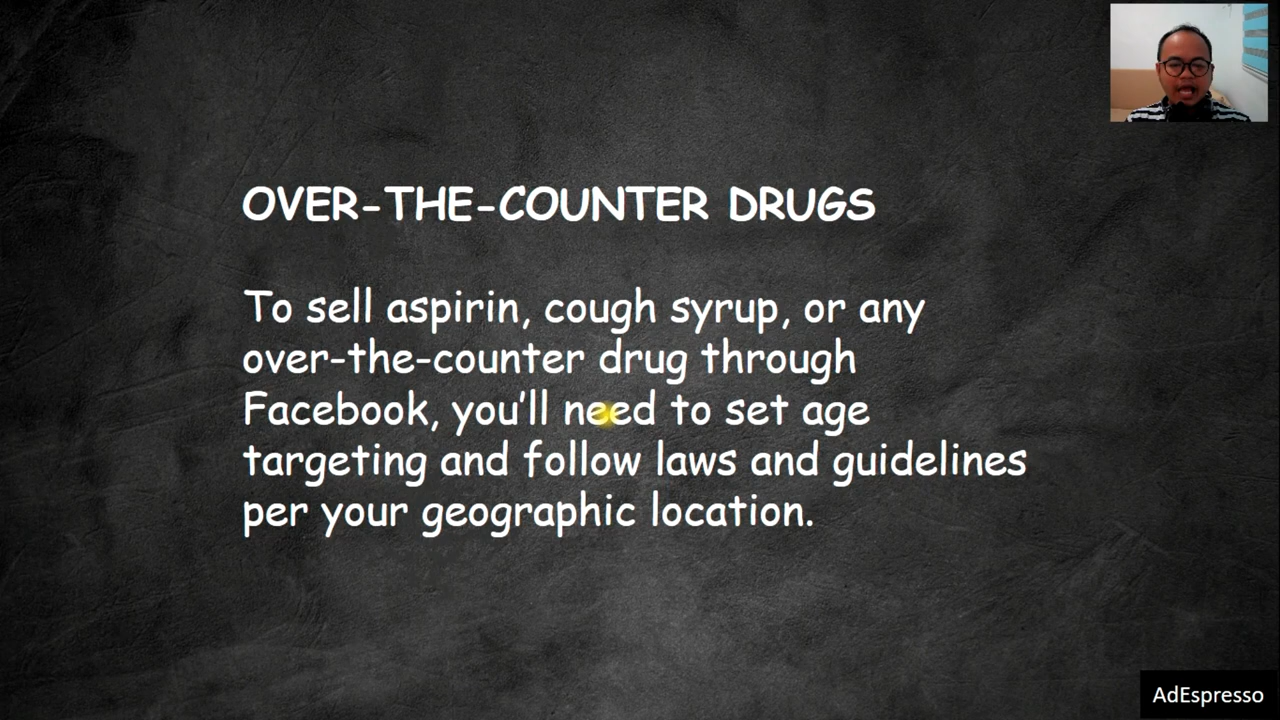 OVER-THE-COUNTER DRUGS
To sell aspirin, cough syrup, or any
over-the-counter drug through
Facebook, you'll need to set age
targeting and follow laws and guidelines
per your geographic location.
AdEspresso